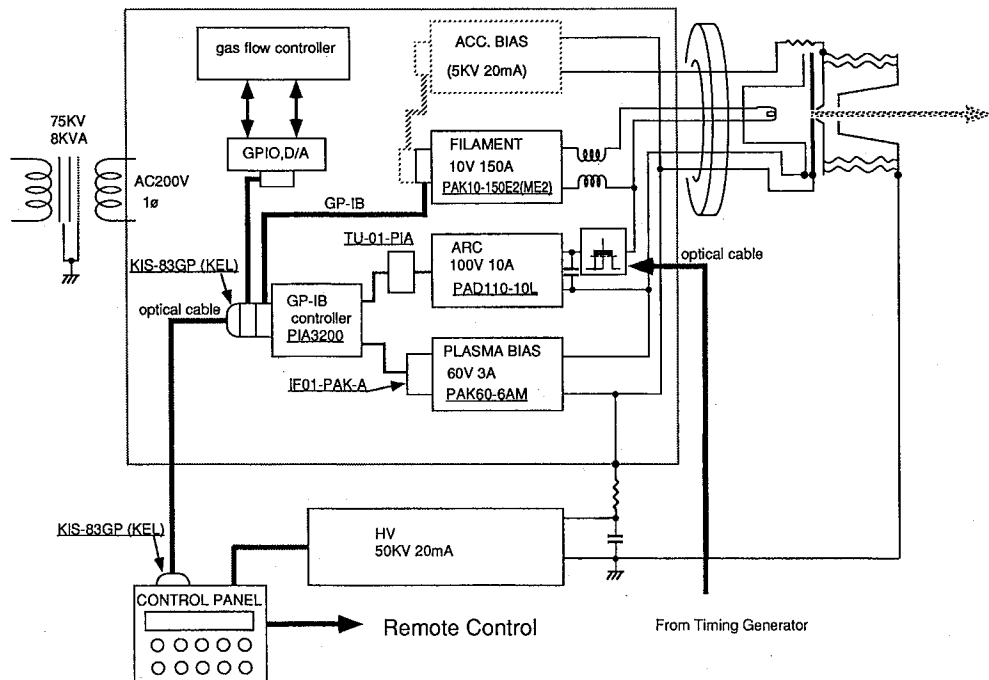 gas flow controller
ACC. BIAS
(5KV 20mA)
75KV
8KVA
GPIO,D/A
FILAMENT
10V 150A
PAK10-150E2(ME2)
AC200V
1ø
GP-IB
TU-01-PIA
ARC
100V 10A
PAD110-10L
optical cable
KIS-83GP (KEL)
optical cable
GP-IB
controller
PIA3200
PLASMA BIAS
60V 3A
PAK60-6AM
IF01-PAK-A
KIS-83GP (KEL)
HV
50KV 20mA
CONTROL PANEL
Remote Control
From Timing Generator